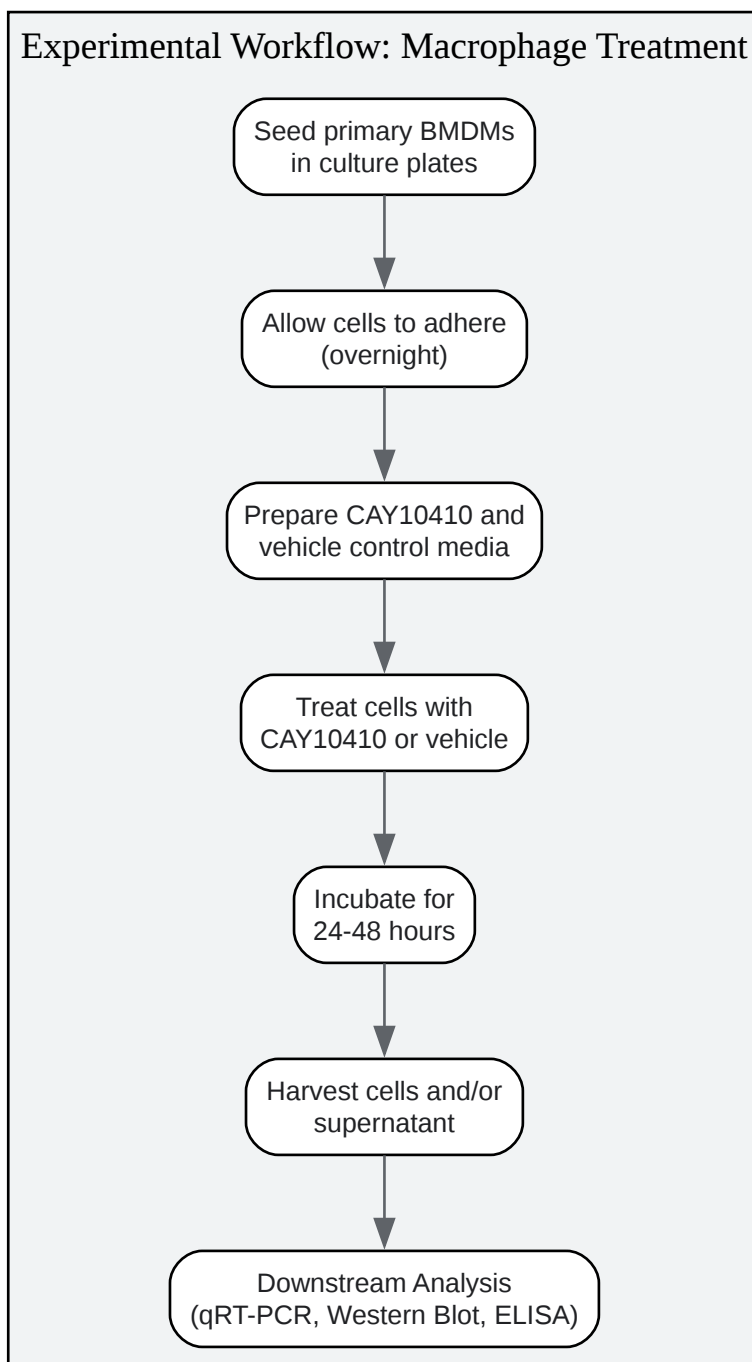 Experimental Workflow: Macrophage Treatment
Seed primary BMDMs
in culture plates
Allow cells to adhere
(overnight)
Prepare CAY10410 and
vehicle control media
Treat cells with
CAY10410 or vehicle
Incubate for
24-48 hours
Harvest cells and/or
supernatant
Downstream Analysis
(qRT-PCR, Western Blot, ELISA)